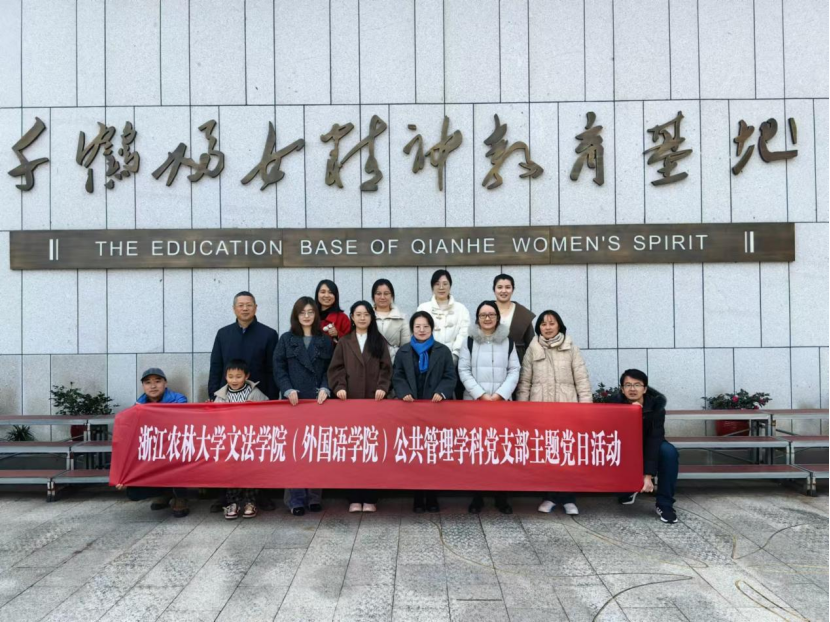 千鹤妇女精神教育基地
THE EDUCATION BASE OF QIANHE WOMEN'S SPIRIT
浙江农林大学文法学院（外国语学院）公共管理学科党支部主题党日活动